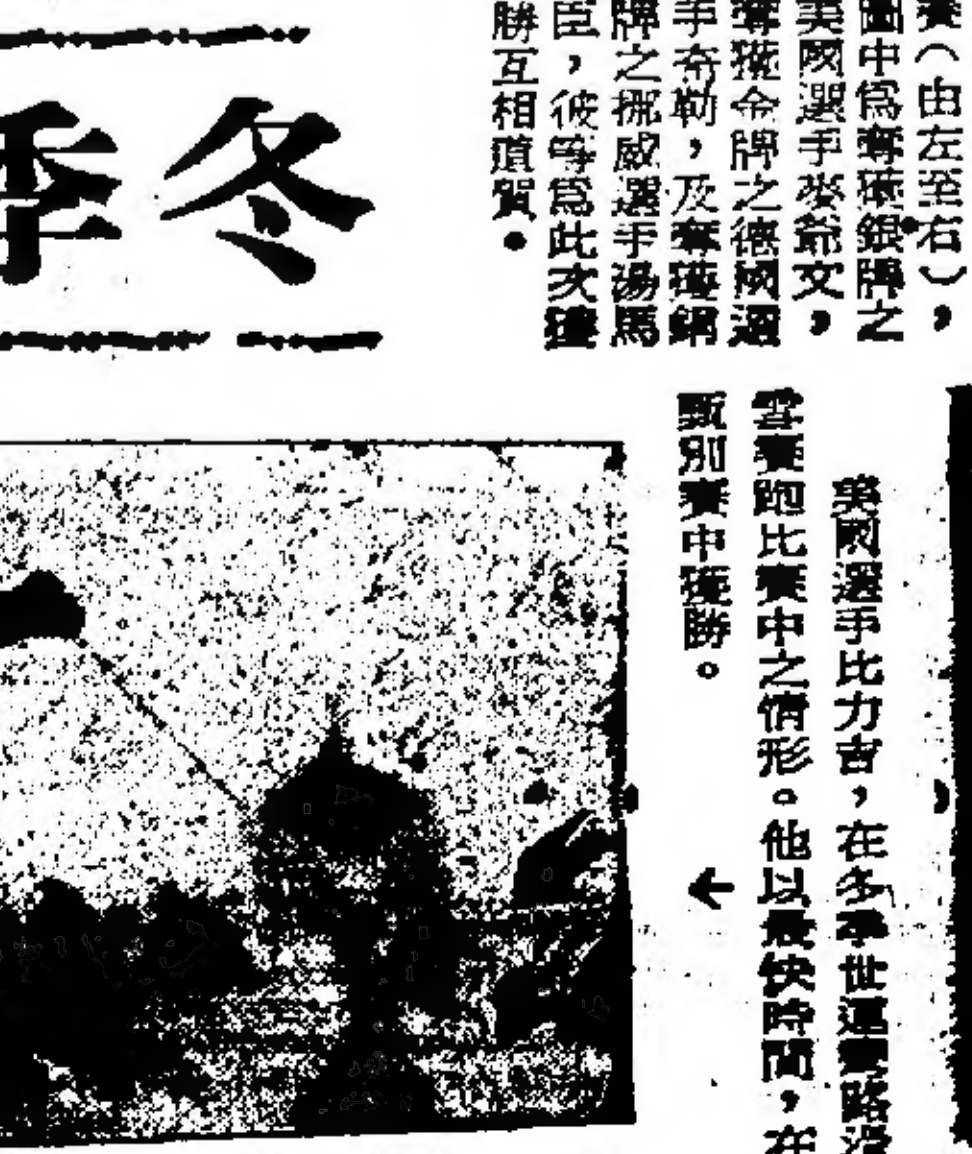 賽（由左至右），
圖中爲奪獲銀牌之
美國選手麥爺文，
奪獲金牌之德國選
手奇勒，及奪獲銅
牌之挪威選手湯馬
臣，彼等爲此次獲
勝互相道賀。
冬季
美國選手比力吉，在冬季世運會路滑
雪賽跑比賽中之情形。他以最快時間，在
甄別賽中獲勝。